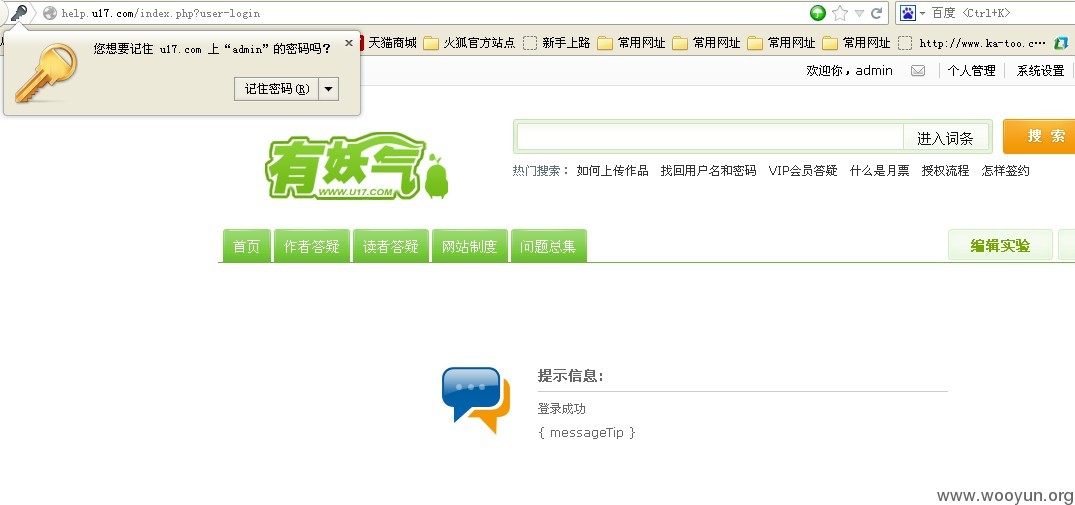 help.u17.com/index.php?user-login
百度 <Ctrl+K>
您想要记住 u17.com 上“admin”的密码吗?
记住密码(R)
天猫商城 火狐官方站点 新手上路 常用网址 常用网址 常用网址 常用网址 http://www.ka-too.c…
欢迎你，admin 个人管理 系统设置
有妖气
WWW.U17.COM
进入词条 搜 索
热门搜索： 如何上传作品 找回用户名和密码 VIP会员答疑 什么是月票 授权流程 怎样签约
首页 作者答疑 读者答疑 网站制度 问题总集 编辑实验
提示信息:
登录成功
{ messageTip }
www.wooyun.org